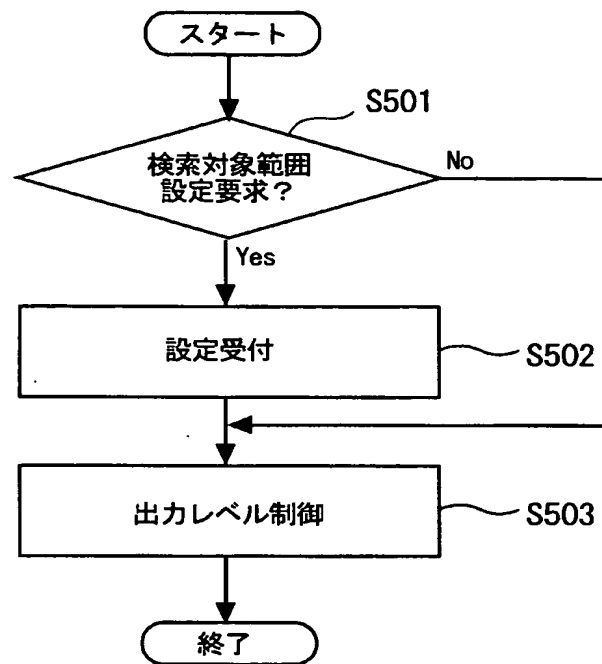 スタート
S501
検索対象範囲
設定要求？
No
Yes
設定受付
S502
出力レベル制御
S503
終了